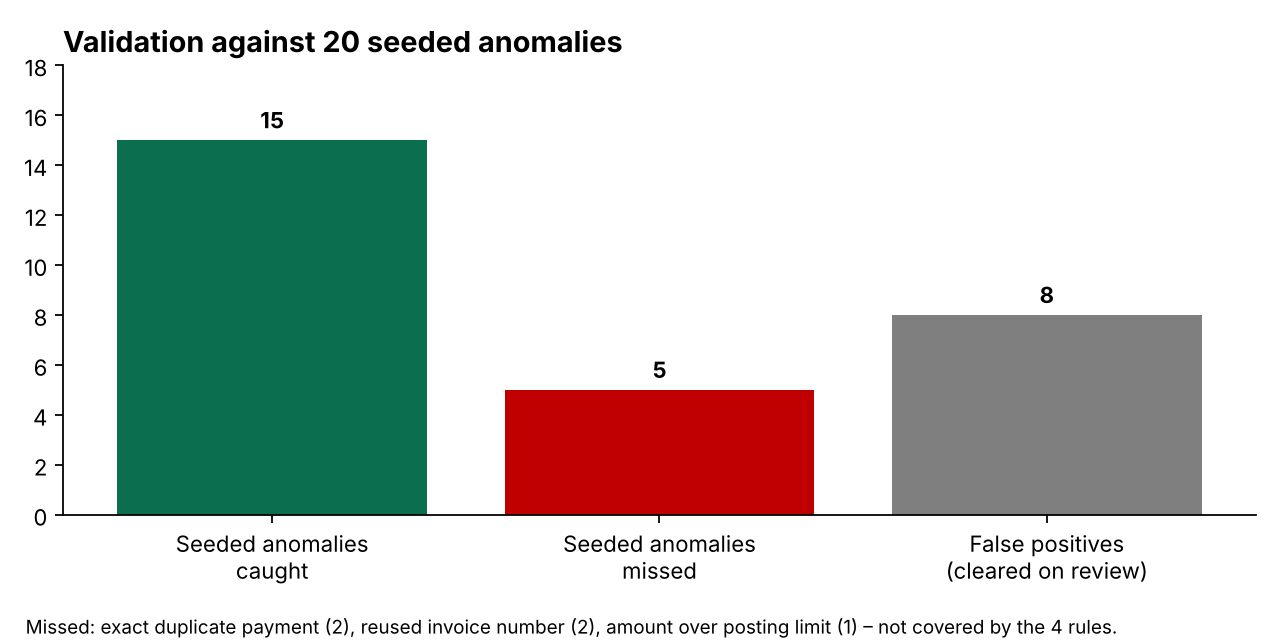 Validation against 20 seeded anomalies
18
16
14
12
10
8
6
4
2
0
15
5
8
Seeded anomalies
caught
Seeded anomalies
missed
False positives
(cleared on review)
Missed: exact duplicate payment (2), reused invoice number (2), amount over posting limit (1) – not covered by the 4 rules.